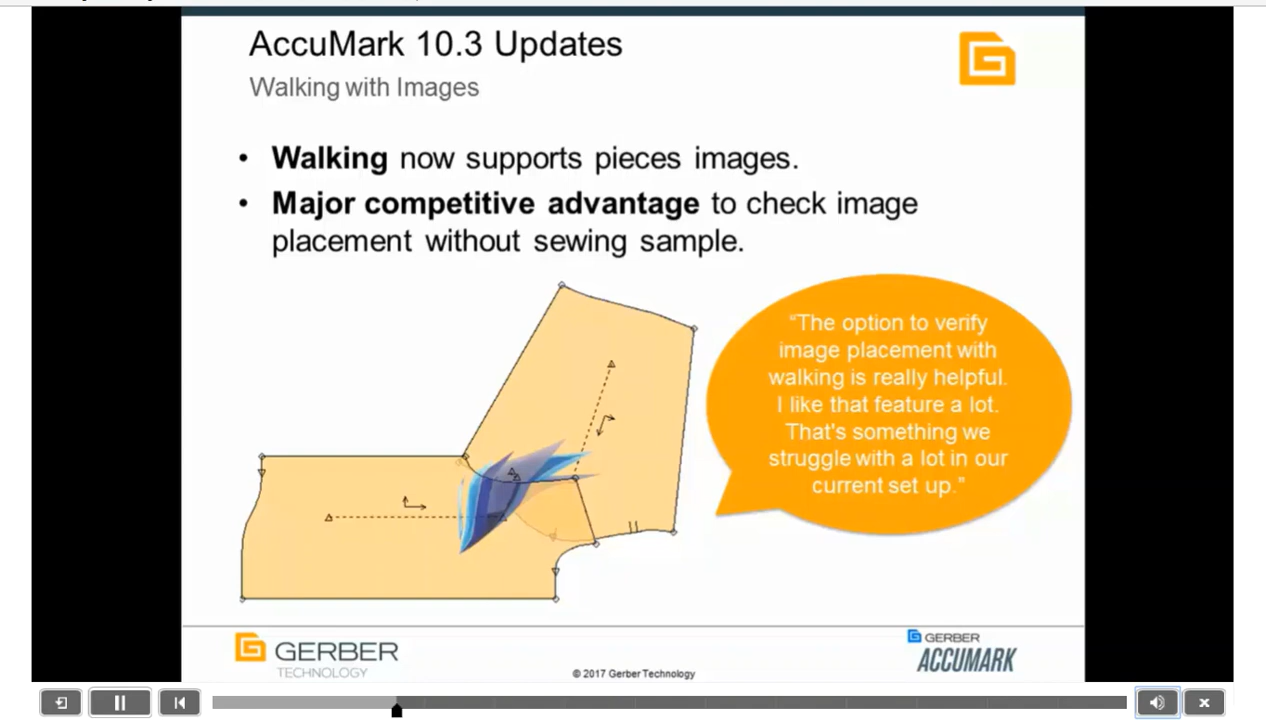 AccuMark 10.3 Updates
Walking with Images
• Walking now supports pieces images.
• Major competitive advantage to check image
placement without sewing sample.
“The option to verify
image placement with
walking is really helpful.
I like that feature a lot.
That's something we
struggle with a lot in our
current set up.”
GERBER
TECHNOLOGY
© 2017 Gerber Technology
GERBER
ACCUMARK